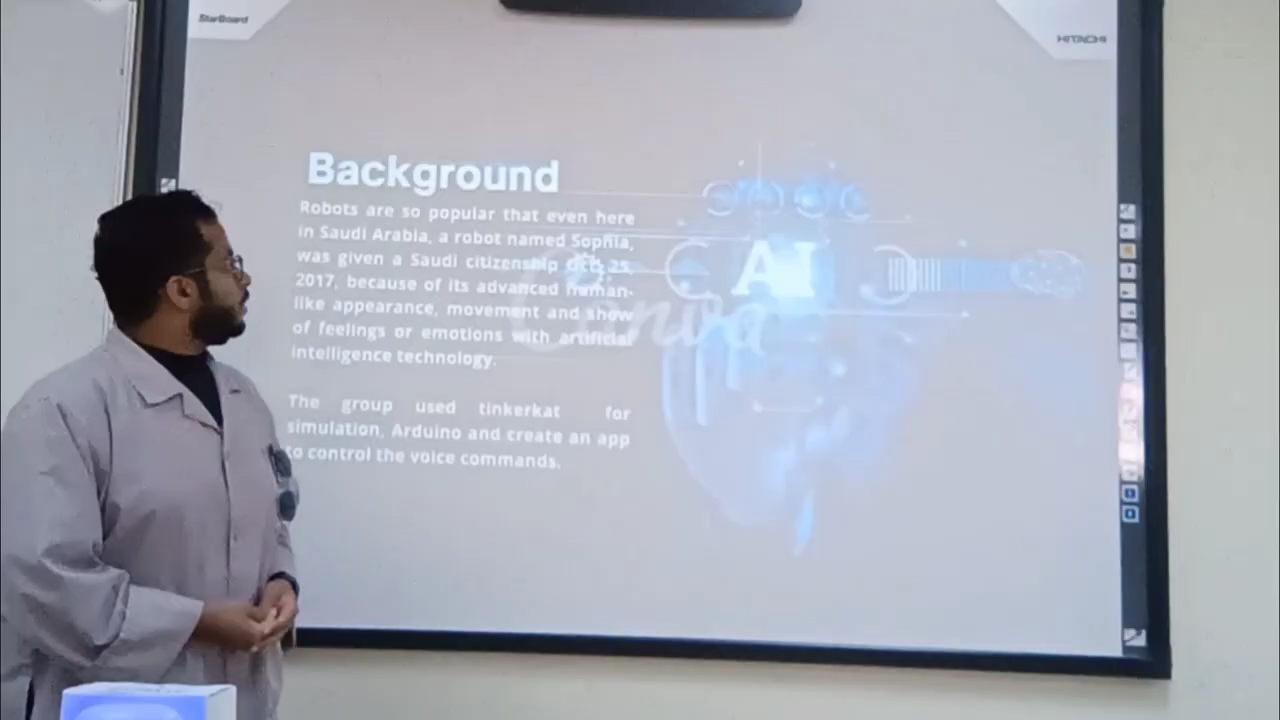 StarBoard
HITACHI
Background
Robots are so popular that even here
in Saudi Arabia, a robot named Sophia,
was given a Saudi citizenship oct. 25,
2017, because of its advanced human-
like appearance, movement and show
of feelings or emotions with artificial
intelligence technology.
The group used tinkerkat for
simulation, Arduino and create an app
to control the voice commands.
AI
Canva